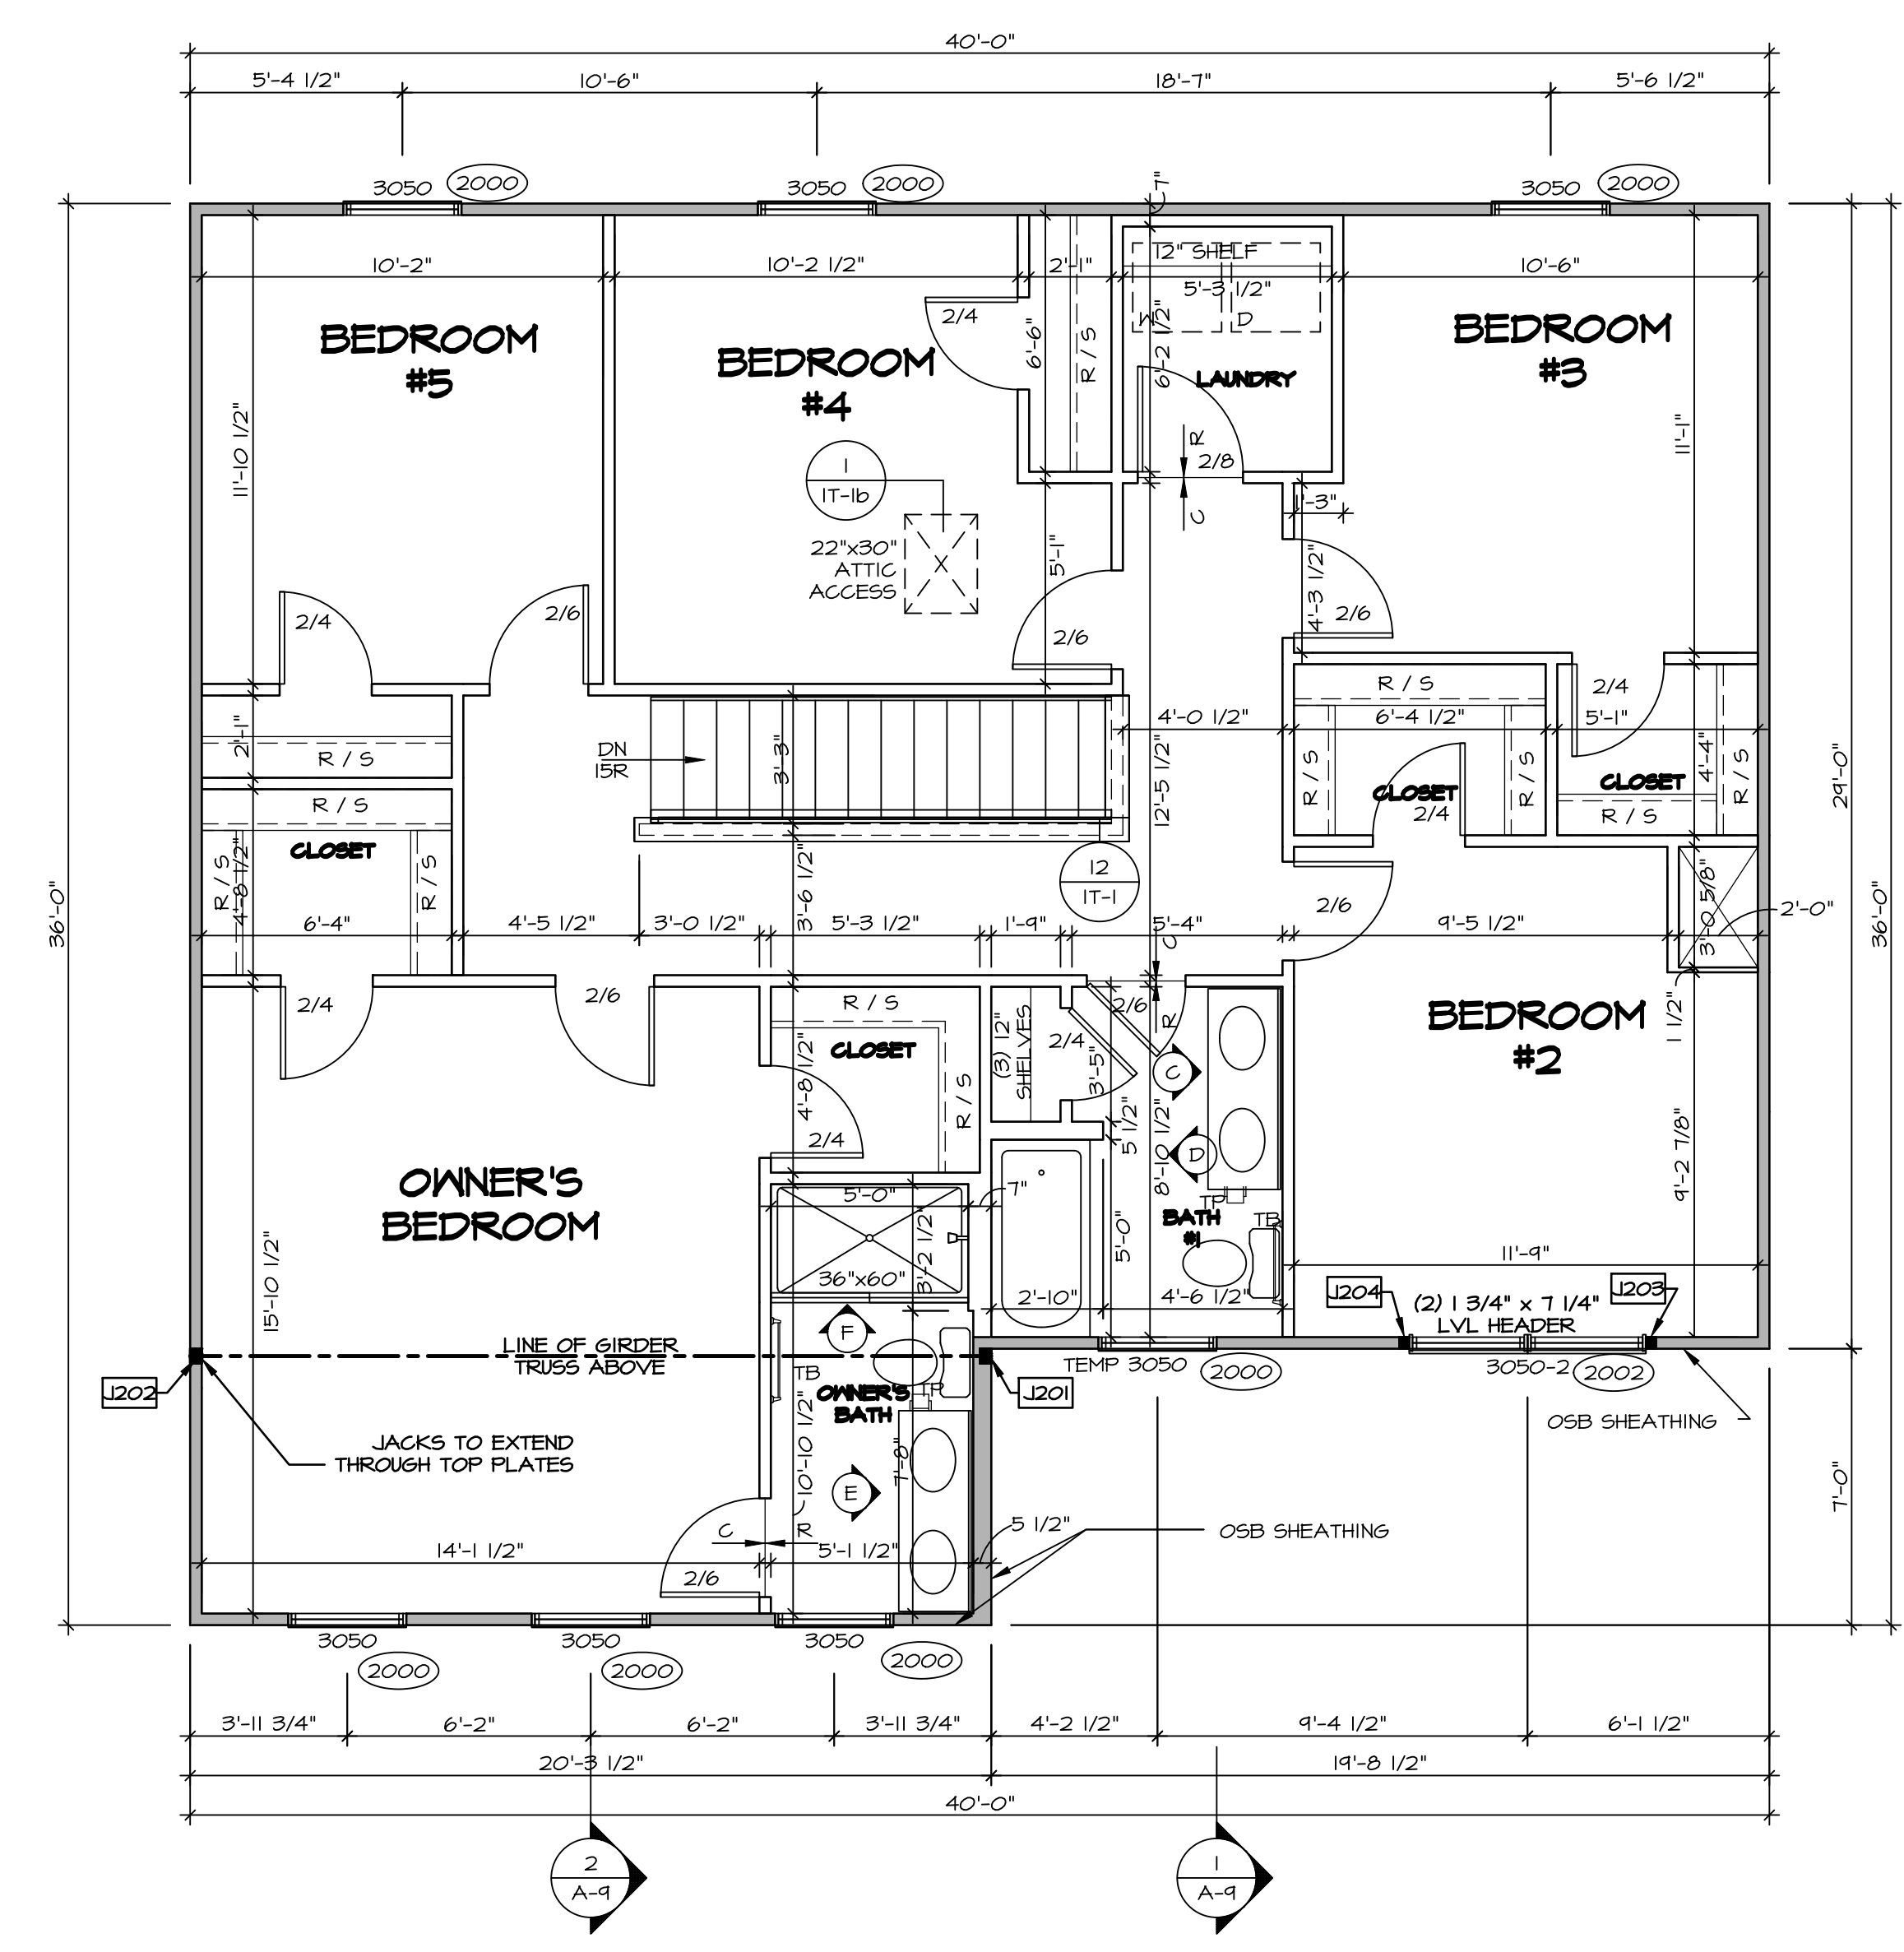 40'-0"
5'-4 1/2" 10'-6" 18'-7" 5'-6 1/2"
3050 2000 3050 2000 7" 3050 2000
12" SHELF
10'-2" 10'-2 1/2" 2'-1" 10'-6"
5'-3 1/2"
2/4 W D
BEDROOM
#5
BEDROOM
#4
6'-6"
R / S
6'-2 1/2"
LAUNDRY
BEDROOM
#3
11'-10 1/2"
11'-1"
R
2/8
C
1
1T-1b
1'-3"
22"x30"
ATTIC
ACCESS
5'-1"
4'-3 1/2"
2/4 2/6 2/6 2/6
R / S 2/4
4'-0 1/2" 6'-4 1/2" 5'-1"
2'-1"
R / S
DN
15R
3'-3"
12'-5 1/2"
R / S
CLOSET
2/4
R / S
CLOSET
4'-4"
R / S
R / S
29'-0"
R / S
CLOSET
R / S
4'-8 1/2"
R / S
3'-6 1/2"
12
1T-1
2/6
3'-0 5/8"
2'-0"
36'-0"
36'-0"
6'-4" 4'-5 1/2" 3'-0 1/2" 5'-3 1/2" 1'-9" 5'-4" 9'-5 1/2"
C
R
2/4 2/6 R / S 2/6
CLOSET
(3) 12"
SHELVES
2/4
3'-5"
C
BEDROOM
#2
1 1/2"
4'-8 1/2"
R / S
2/4
5 1/2"
8'-10 1/2"
D
9'-2 7/8"
OWNER'S
BEDROOM
5'-0" 7"
TP
BATH
#1
TB
3'-2 1/2"
5'-0"
36"x60"
11'-9"
15'-10 1/2"
2'-10" 4'-6 1/2"
J204
J203
(2) 1 3/4" x 7 1/4"
LVL HEADER
LINE OF GIRDER
TRUSS ABOVE
F
TEMP 3050 2000 3050-2 2002
J202
TB
OWNER'S
BATH
TP
J201
OSB SHEATHING
JACKS TO EXTEND
THROUGH TOP PLATES
10'-10 1/2"
7'-8"
E
7'-0"
C R
5 1/2"
OSB SHEATHING
14'-1 1/2" 5'-1 1/2"
2/6
3050 2000 3050 2000 3050 2000
3'-11 3/4" 6'-2" 6'-2" 3'-11 3/4" 4'-2 1/2" 9'-4 1/2" 6'-1 1/2"
20'-3 1/2" 19'-8 1/2"
40'-0"
2
A-9
1
A-9